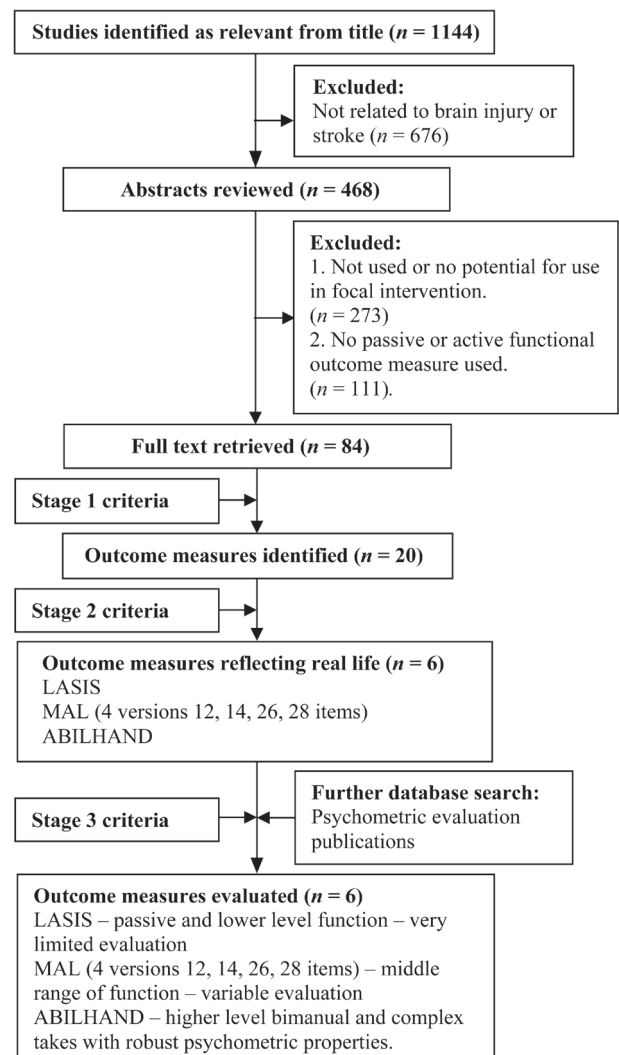 Studies identified as relevant from title (n = 1144)
Excluded:
Not related to brain injury or
stroke (n = 676)
Abstracts reviewed (n = 468)
Excluded:
1. Not used or no potential for use
in focal intervention.
(n = 273)
2. No passive or active functional
outcome measure used.
(n = 111).
Full text retrieved (n = 84)
Stage 1 criteria
Outcome measures identified (n = 20)
Stage 2 criteria
Outcome measures reflecting real life (n = 6)
LASIS
MAL (4 versions 12, 14, 26, 28 items)
ABILHAND
Further database search:
Psychometric evaluation
publications
Stage 3 criteria
Outcome measures evaluated (n = 6)
LASIS – passive and lower level function – very
limited evaluation
MAL (4 versions 12, 14, 26, 28 items) – middle
range of function – variable evaluation
ABILHAND – higher level bimanual and complex
takes with robust psychometric properties.